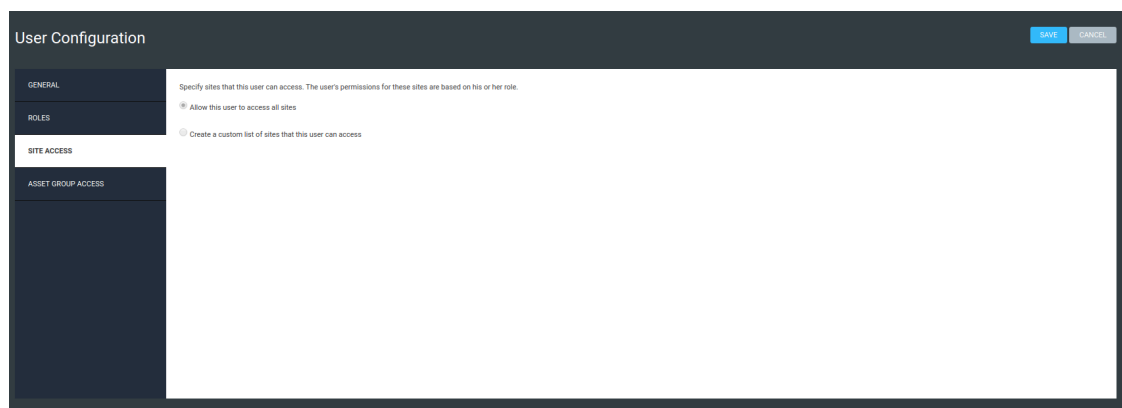 User Configuration
SAVE
CANCEL
GENERAL
ROLES
SITE ACCESS
ASSET GROUP ACCESS
Specify sites that this user can access. The user's permissions for these sites are based on his or her role.
Allow this user to access all sites
Create a custom list of sites that this user can access